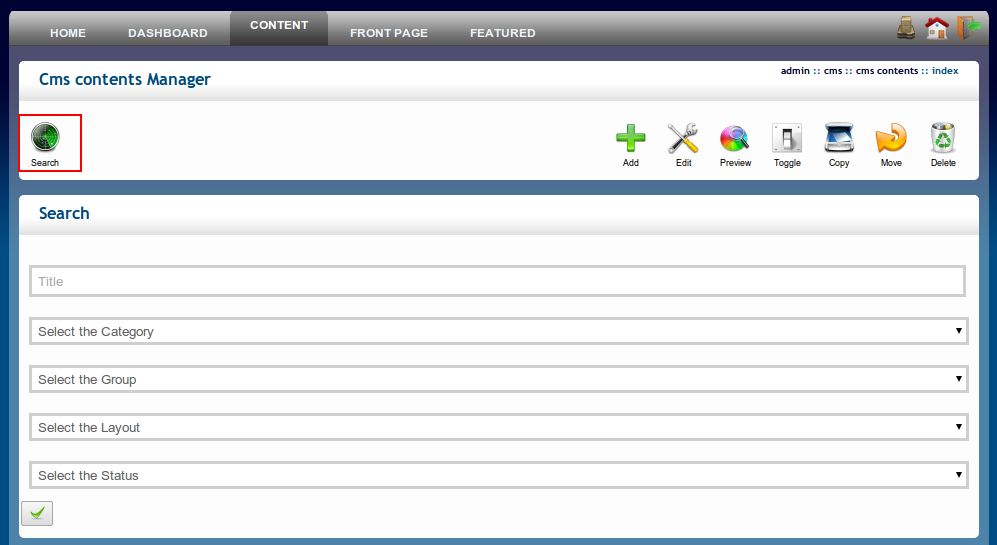 HOME DASHBOARD CONTENT FRONT PAGE FEATURED
Cms contents Manager
admin :: cms :: cms contents :: index
Search Add Edit Preview Toggle Copy Move Delete
Search
Title
Select the Category
Select the Group
Select the Layout
Select the Status